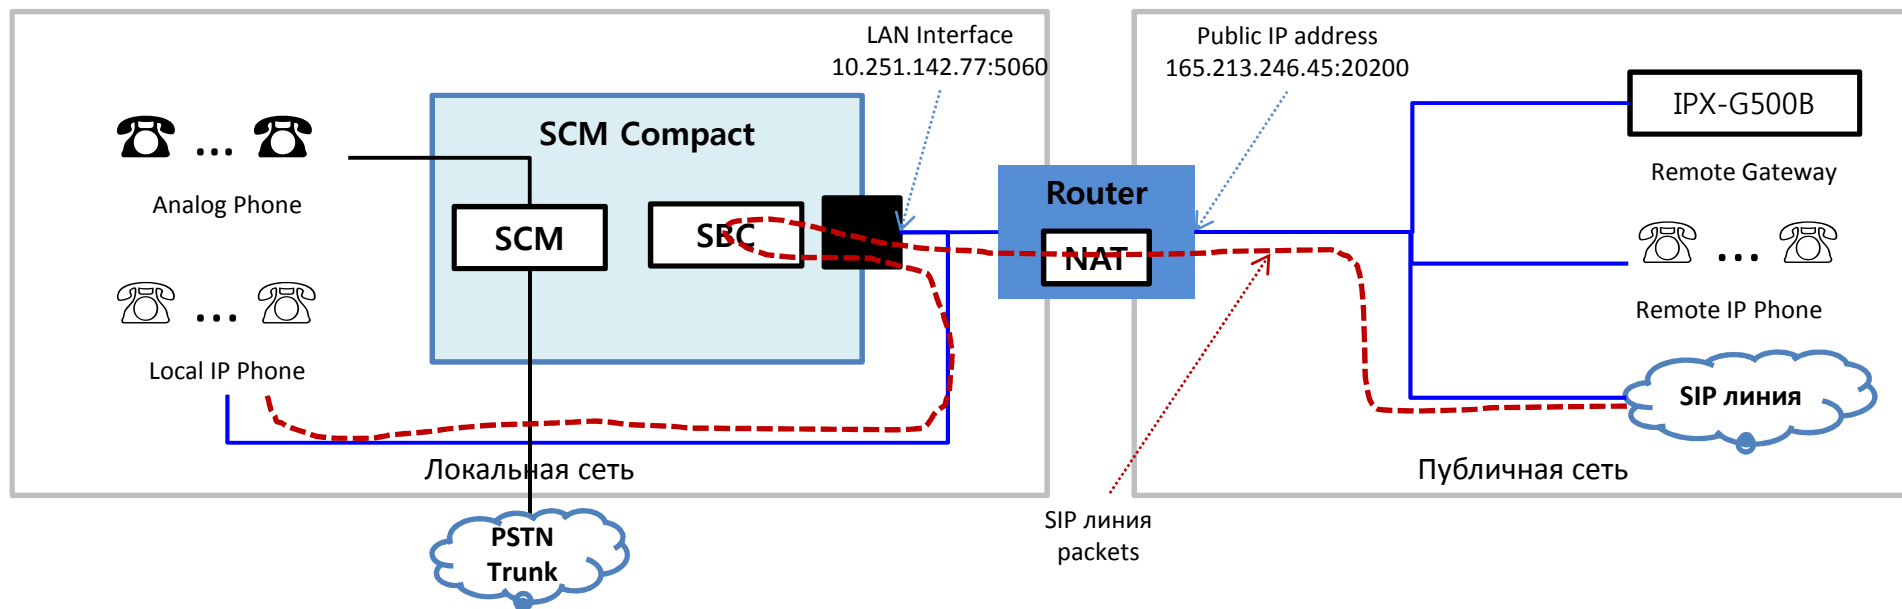 LAN Interface
10.251.142.77:5060
Public IP address
165.213.246.45:20200
IPX-G500B
Remote Gateway
SCM Compact
... 
Analog Phone
Router
SCM
SBC
NAT
...
Remote IP Phone
...
Local IP Phone
SIP линия
Локальная сеть
Публичная сеть
SIP линия
packets
PSTN
Trunk